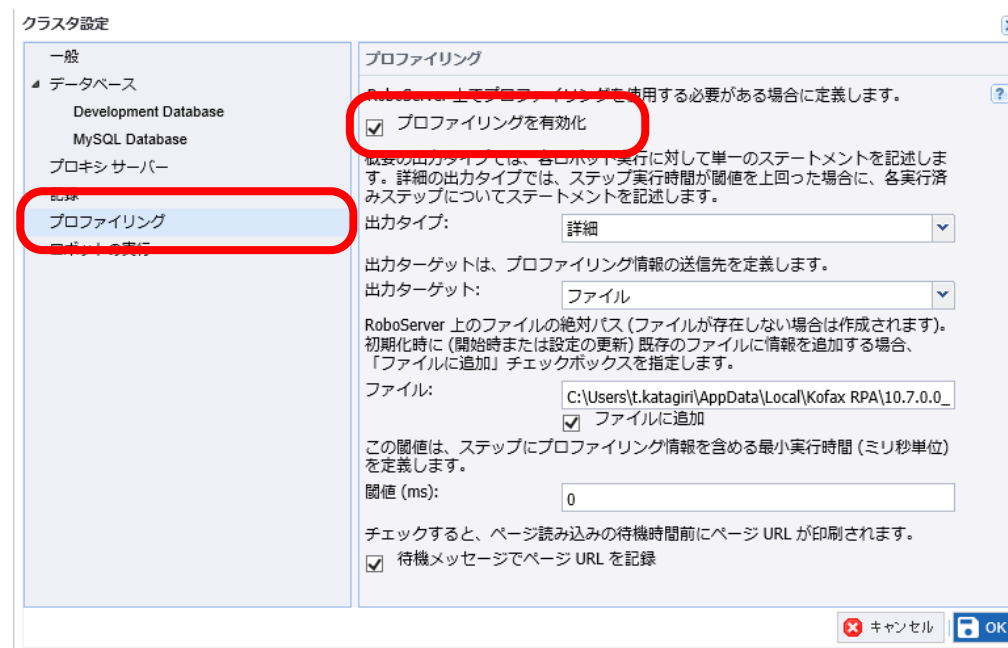 クラスタ設定
一般
データベース
Development Database
MySQL Database
プロキシ サーバー
記録
プロファイリング
ロボットの実行
プロファイリング
RoboServer 上でプロファイリングを使用する必要がある場合に定義します。
プロファイリングを有効化
概要の出力タイプでは、各ロボット実行に対して単一のステートメントを記述しま
す。詳細の出力タイプでは、ステップ実行時間が閾値を上回った場合に、各実行済
みステップについてステートメントを記述します。
出力タイプ: 詳細
出力ターゲットは、プロファイリング情報の送信先を定義します。
出力ターゲット: ファイル
RoboServer 上のファイルの絶対パス (ファイルが存在しない場合は作成されます)。
初期化時に (開始時または設定の更新) 既存のファイルに情報を追加する場合、
「ファイルに追加」チェックボックスを指定します。
ファイル: C:\Users\t.katagiri\AppData\Local\Kofax RPA\10.7.0.0_
ファイルに追加
この閾値は、ステップにプロファイリング情報を含める最小実行時間 (ミリ秒単位)
を定義します。
閾値 (ms): 0
チェックすると、ページ読み込みの待機時間前にページ URL が印刷されます。
待機メッセージでページ URL を記録
キャンセル OK